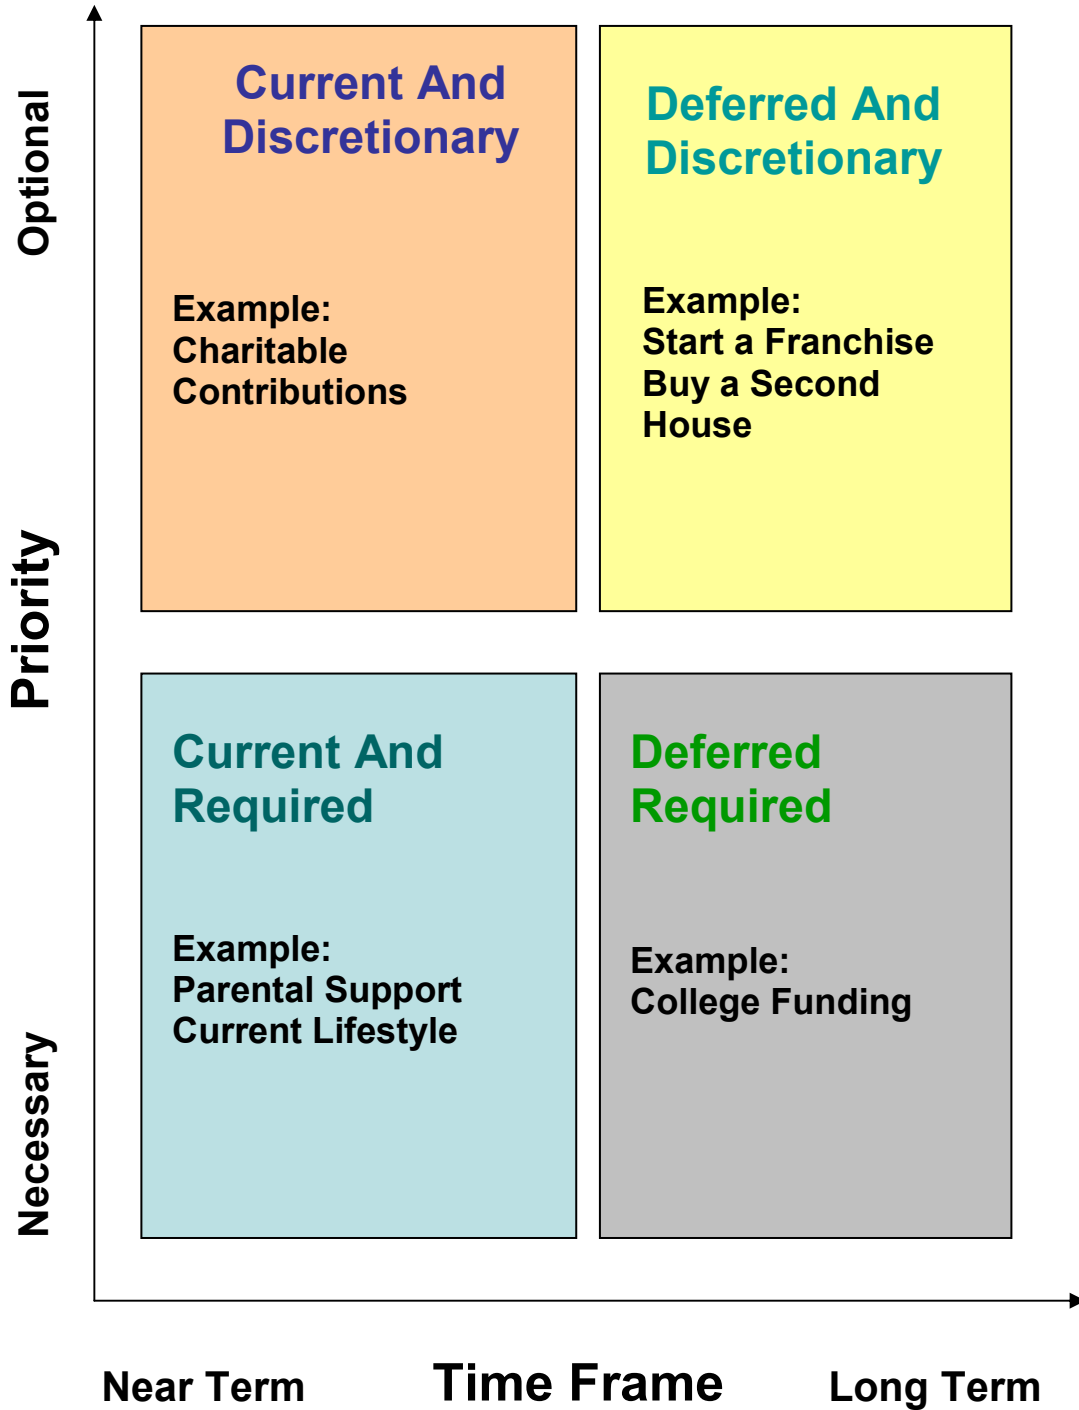 Optional
Current And
Discretionary
Example:
Charitable
Contributions
Deferred And
Discretionary
Example:
Start a Franchise
Buy a Second
House
Priority
Necessary
Current And
Required
Example:
Parental Support
Current Lifestyle
Deferred
Required
Example:
College Funding
Near Term
Time Frame
Long Term